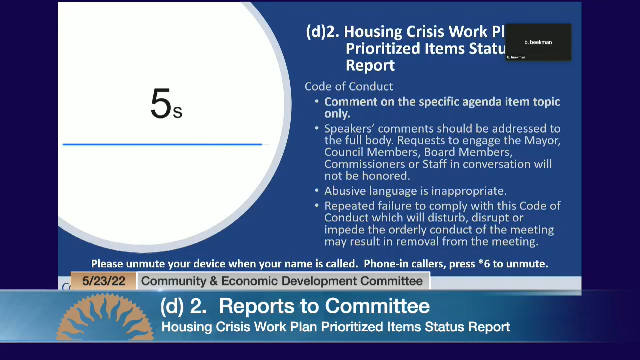 (d)2. Housing Crisis Work
Prioritized Items
Report
b. beekman
b. beekman
5s
Code of Conduct
• Comment on the specific agenda item topic
only.
• Speakers' comments should be addressed to
the full body. Requests to engage the Mayor,
Council Members, Board Members,
Commissioners or Staff in conversation will
not be honored.
• Abusive language is inappropriate.
• Repeated failure to comply with this Code of
Conduct which will disturb, disrupt or
impede the orderly conduct of the meeting
may result in removal from the meeting.
Please unmute your device when your name is called. Phone-in callers, press *6 to unmute.
5/23/22 Community & Economic Development Committee
(d) 2. Reports to Committee
Housing Crisis Work Plan Prioritized Items Status Report